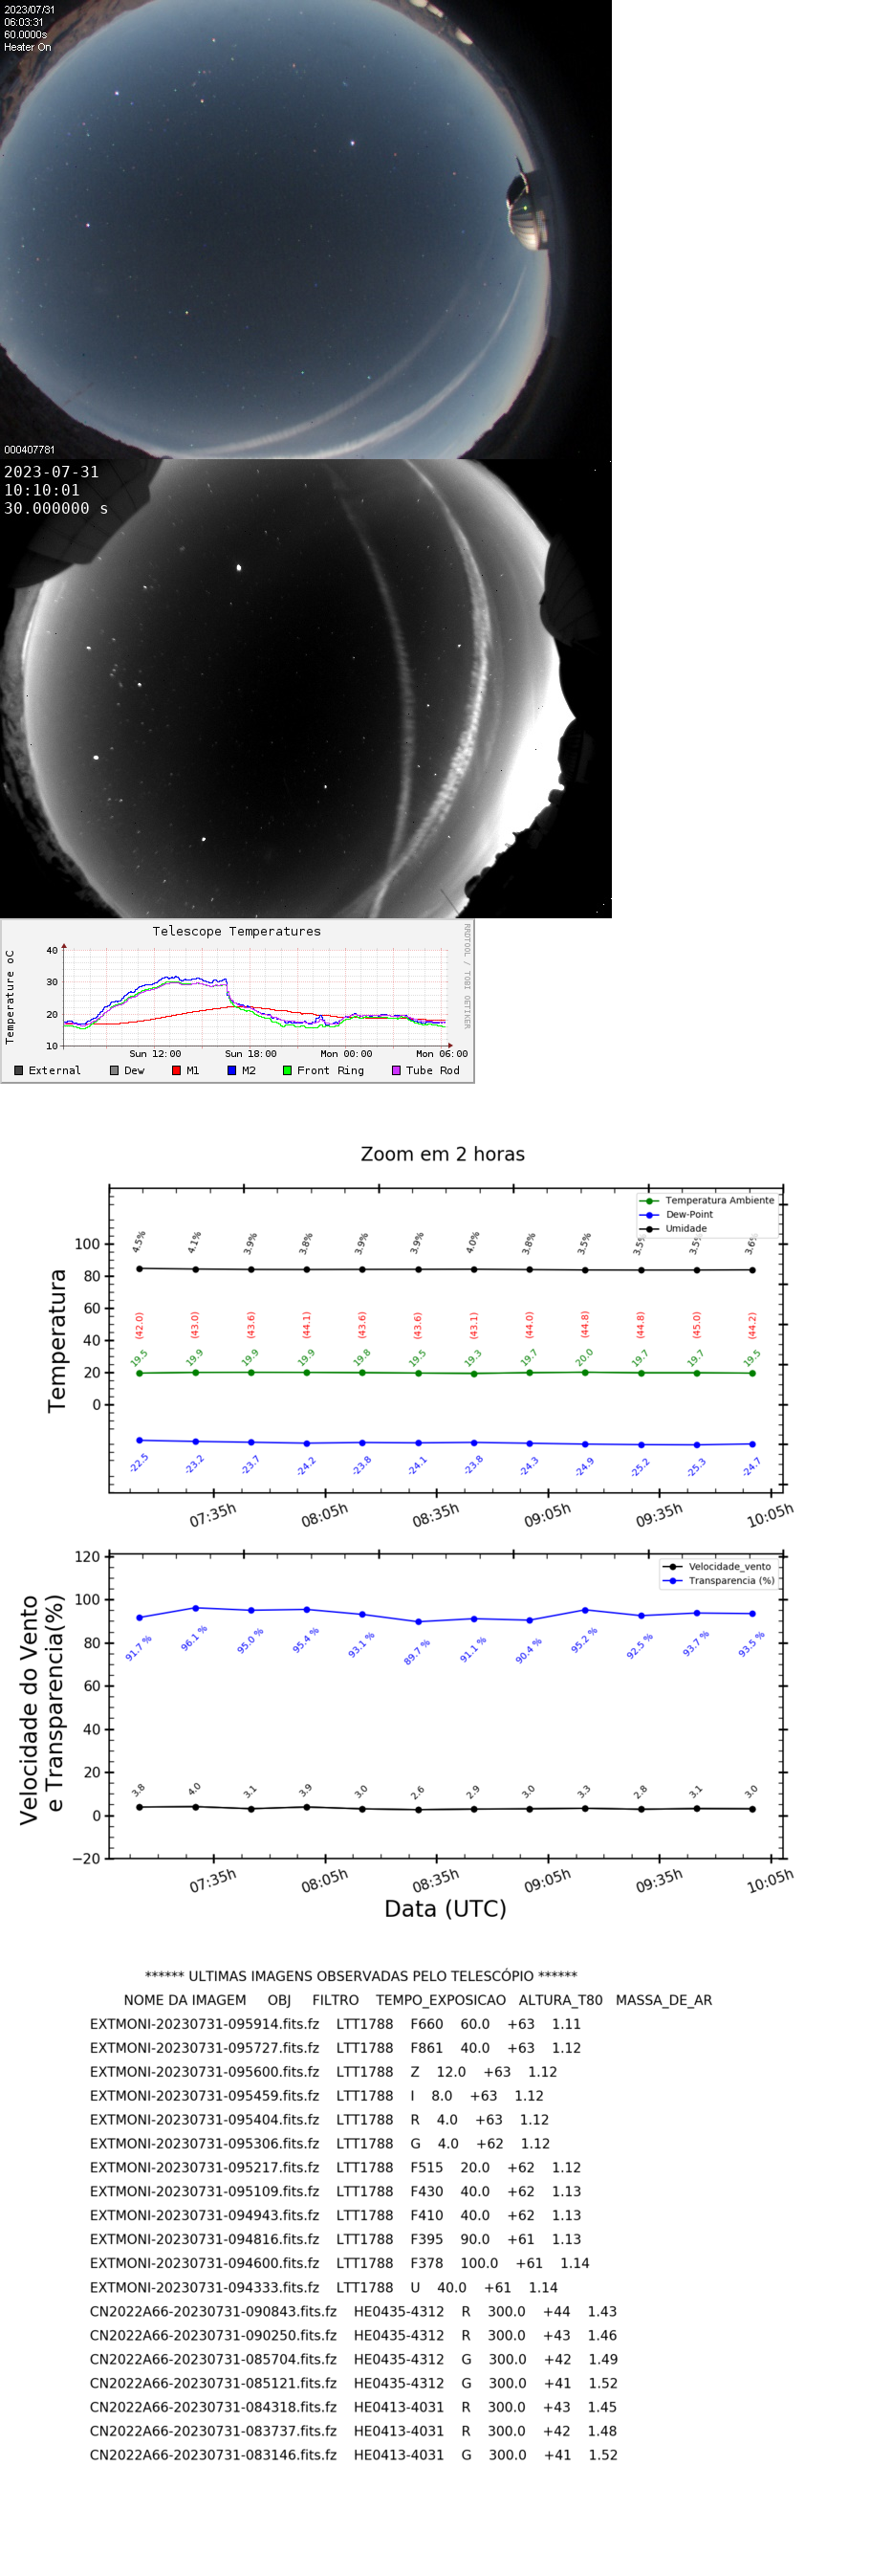 2023/07/31
06:03:31
60.0000s
Heater On
000407781
2023-07-31
10:10:01
30.000000 s
Telescope Temperatures
RRDTOOL / TOBI OETIKER
Temperature oC
40
30
20
10
Sun 12:00 Sun 18:00 Mon 00:00 Mon 06:00
External Dew M1 M2 Front Ring Tube Rod
Zoom em 2 horas
Temperatura Ambiente
Dew-Point
Umidade
Temperatura
100
80
60
40
20
0
4.5% 4.1% 3.9% 3.8% 3.9% 3.9% 4.0% 3.8% 3.5% 3.5% 3.5% 3.6%
(42.0) (43.0) (43.6) (44.1) (43.6) (43.6) (43.1) (44.0) (44.8) (44.8) (45.0) (44.2)
19.5 19.9 19.9 19.9 19.8 19.5 19.3 19.7 20.0 19.7 19.7 19.5
-22.5 -23.2 -23.7 -24.2 -23.8 -24.1 -23.8 -24.3 -24.9 -25.2 -25.3 -24.7
07:35h 08:05h 08:35h 09:05h 09:35h 10:05h
Velocidade_vento
Transparencia (%)
Velocidade do Vento
e Transparencia(%)
120
100
80
60
40
20
0
−20
91.7 % 96.1 % 95.0 % 95.4 % 93.1 % 89.7 % 91.1 % 90.4 % 95.2 % 92.5 % 93.7 % 93.5 %
3.8 4.0 3.1 3.9 3.0 2.6 2.9 3.0 3.3 2.8 3.1 3.0
07:35h 08:05h 08:35h 09:05h 09:35h 10:05h
Data (UTC)
****** ULTIMAS IMAGENS OBSERVADAS PELO TELESCÓPIO ******
NOME DA IMAGEM OBJ FILTRO TEMPO_EXPOSICAO ALTURA_T80 MASSA_DE_AR
EXTMONI-20230731-095914.fits.fz LTT1788 F660 60.0 +63 1.11
EXTMONI-20230731-095727.fits.fz LTT1788 F861 40.0 +63 1.12
EXTMONI-20230731-095600.fits.fz LTT1788 Z 12.0 +63 1.12
EXTMONI-20230731-095459.fits.fz LTT1788 I 8.0 +63 1.12
EXTMONI-20230731-095404.fits.fz LTT1788 R 4.0 +63 1.12
EXTMONI-20230731-095306.fits.fz LTT1788 G 4.0 +62 1.12
EXTMONI-20230731-095217.fits.fz LTT1788 F515 20.0 +62 1.12
EXTMONI-20230731-095109.fits.fz LTT1788 F430 40.0 +62 1.13
EXTMONI-20230731-094943.fits.fz LTT1788 F410 40.0 +62 1.13
EXTMONI-20230731-094816.fits.fz LTT1788 F395 90.0 +61 1.13
EXTMONI-20230731-094600.fits.fz LTT1788 F378 100.0 +61 1.14
EXTMONI-20230731-094333.fits.fz LTT1788 U 40.0 +61 1.14
CN2022A66-20230731-090843.fits.fz HE0435-4312 R 300.0 +44 1.43
CN2022A66-20230731-090250.fits.fz HE0435-4312 R 300.0 +43 1.46
CN2022A66-20230731-085704.fits.fz HE0435-4312 G 300.0 +42 1.49
CN2022A66-20230731-085121.fits.fz HE0435-4312 G 300.0 +41 1.52
CN2022A66-20230731-084318.fits.fz HE0413-4031 R 300.0 +43 1.45
CN2022A66-20230731-083737.fits.fz HE0413-4031 R 300.0 +42 1.48
CN2022A66-20230731-083146.fits.fz HE0413-4031 G 300.0 +41 1.52